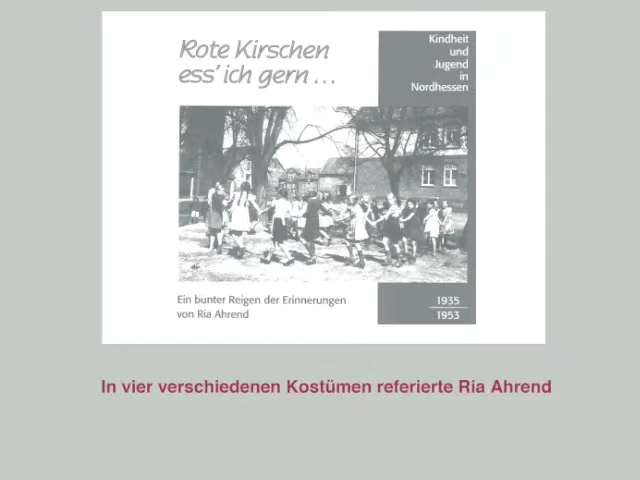 Rote Kirschen
ess' ich gern ...
Kindheit
und
Jugend
in
Nordhessen
Ein bunter Reigen der Erinnerungen
von Ria Ahrend
1935
1953
In vier verschiedenen Kostümen referierte Ria Ahrend